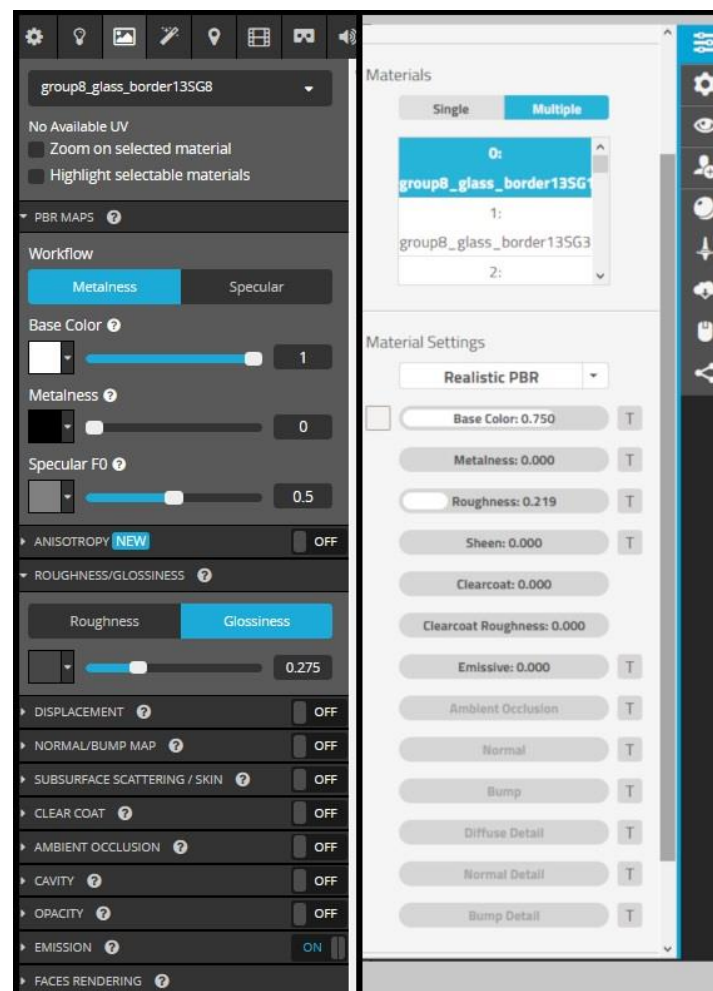 group8_glass_border13SG8
No Available UV
Zoom on selected material
Highlight selectable materials
PBR MAPS ?
Workflow
Metalness Specular
Base Color ?
1
Metalness ?
0
Specular F0 ?
0.5
ANISOTROPY NEW OFF
ROUGHNESS/GLOSSINESS ?
Roughness Glossiness
0.275
DISPLACEMENT ? OFF
NORMAL/BUMP MAP ? OFF
SUBSURFACE SCATTERING / SKIN ? OFF
CLEAR COAT ? OFF
AMBIENT OCCLUSION ? OFF
CAVITY ? OFF
OPACITY ? OFF
EMISSION ? ON
FACES RENDERING ?
Materials
Single Multiple
0:
group8_glass_border13SG1
1:
group8_glass_border13SG3
2:
Material Settings
Realistic PBR
Base Color: 0.750 T
Metalness: 0.000 T
Roughness: 0.219 T
Sheen: 0.000 T
Clearcoat: 0.000
Clearcoat Roughness: 0.000
Emissive: 0.000 T
Ambient Occlusion T
Normal T
Bump T
Diffuse Detail T
Normal Detail T
Bump Detail T